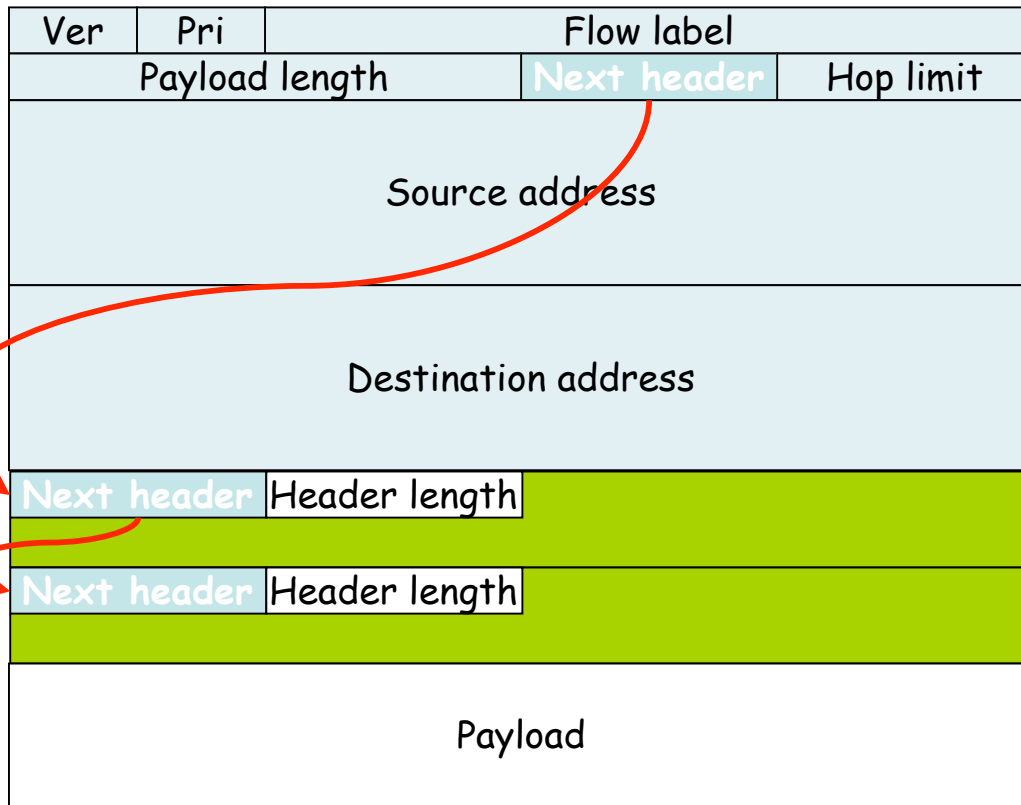 Ver Pri Flow label
Payload length Next header Hop limit
Source address
Destination address
Next header Header length
Next header Header length
Payload